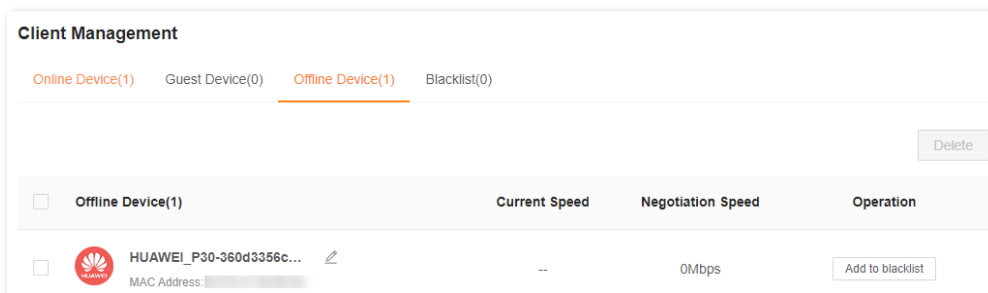 Client Management
Online Device(1) Guest Device(0) Offline Device(1) Blacklist(0)
Delete
Offline Device(1) Current Speed Negotiation Speed Operation
HUAWEI_P30-360d3356c...
HUAWEI
-- 0Mbps Add to blacklist
MAC Address: